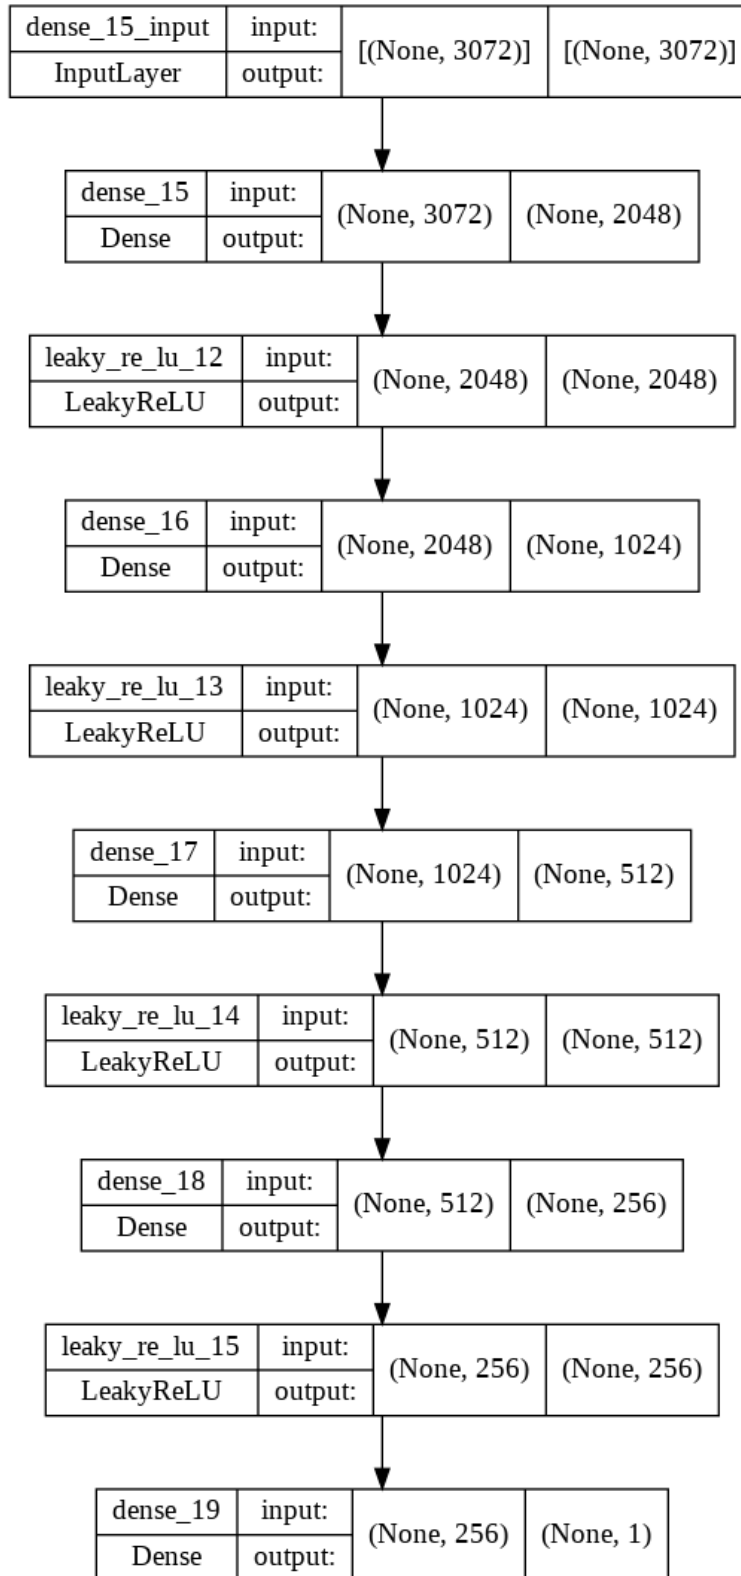 dense_15_input input: [(None, 3072)] [(None, 3072)]
InputLayer output:
dense_15 input: (None, 3072) (None, 2048)
Dense output:
leaky_re_lu_12 input: (None, 2048) (None, 2048)
LeakyReLU output:
dense_16 input: (None, 2048) (None, 1024)
Dense output:
leaky_re_lu_13 input: (None, 1024) (None, 1024)
LeakyReLU output:
dense_17 input: (None, 1024) (None, 512)
Dense output:
leaky_re_lu_14 input: (None, 512) (None, 512)
LeakyReLU output:
dense_18 input: (None, 512) (None, 256)
Dense output:
leaky_re_lu_15 input: (None, 256) (None, 256)
LeakyReLU output:
dense_19 input: (None, 256) (None, 1)
Dense output: